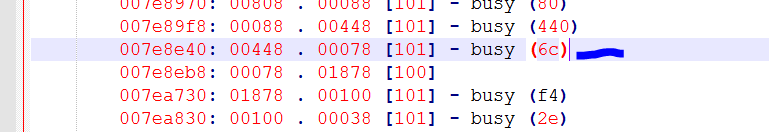 007e8970: 00808 . 00088 [101] - busy (80)
007e89f8: 00088 . 00448 [101] - busy (440)
007e8e40: 00448 . 00078 [101] - busy (6c)
007e8eb8: 00078 . 01878 [100]
007ea730: 01878 . 00100 [101] - busy (f4)
007ea830: 00100 . 00038 [101] - busy (2e)